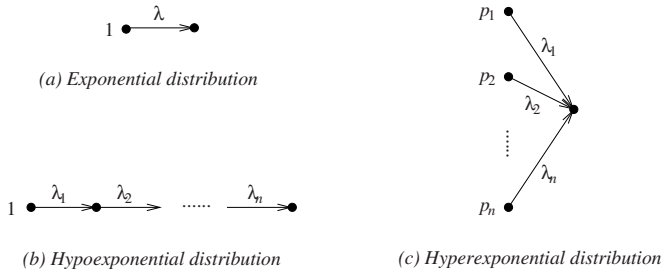 1 λ
(a) Exponential distribution
1 λ1 λ2 ...... λn
(b) Hypoexponential distribution
p1
λ1
p2
λ2
......
λn
pn
(c) Hyperexponential distribution